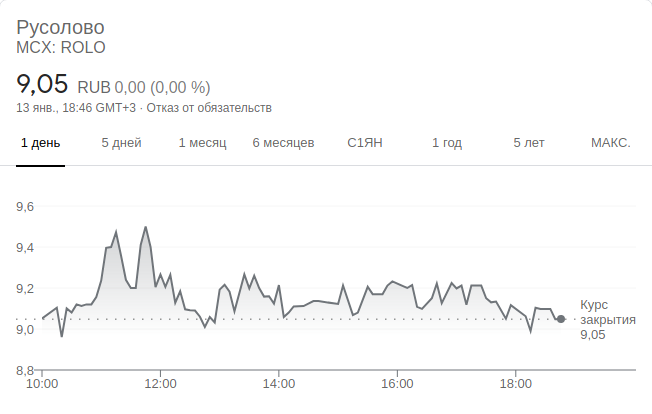 Русолово
MCX: ROLO
9,05 RUB 0,00 (0,00 %)
13 янв., 18:46 GMT+3 · Отказ от обязательств
1 день 5 дней 1 месяц 6 месяцев С1ЯН 1 год 5 лет МАКС.
9,6
9,4
9,2
9,0
8,8
Курс
закрытия
9,05
10:00 12:00 14:00 16:00 18:00